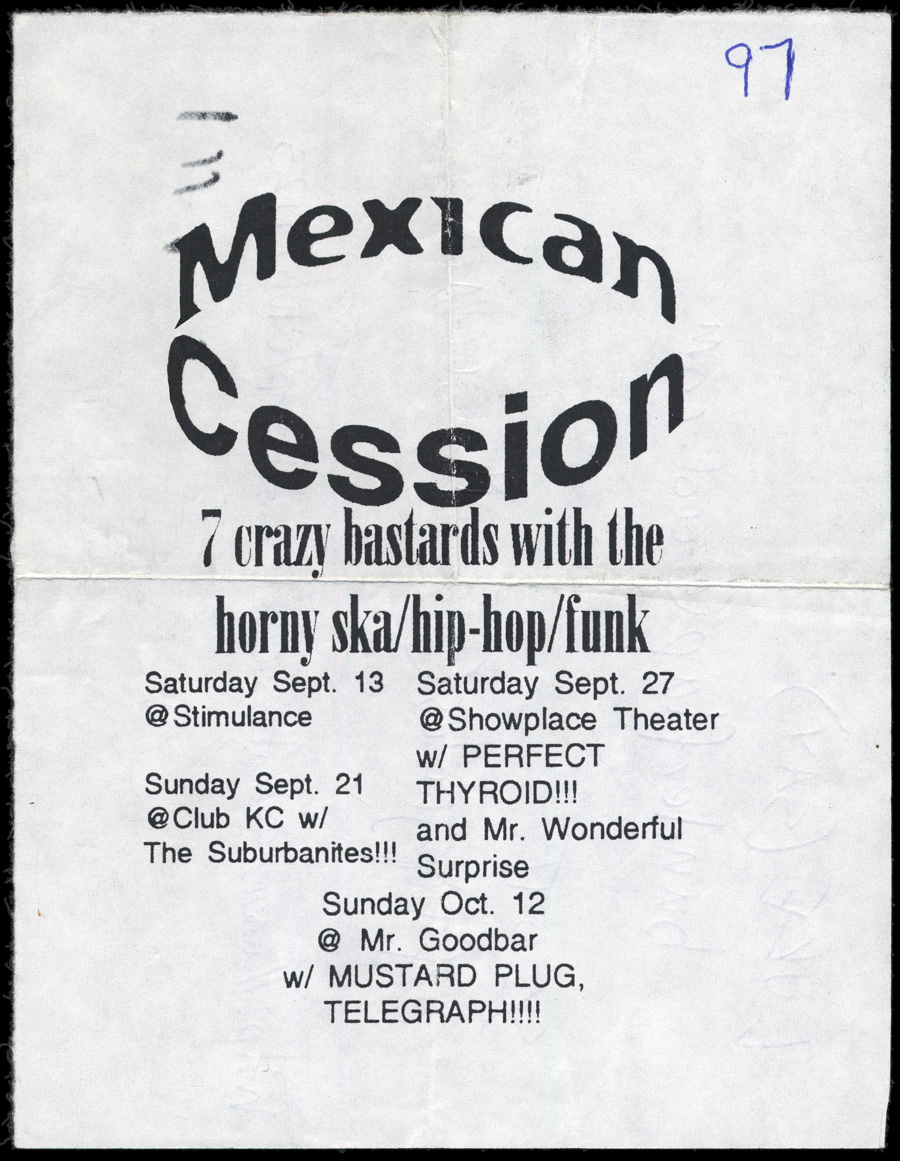 97
Mexican
Cession
7 crazy bastards with the
horny ska/hip-hop/funk
Saturday Sept. 13
@Stimulance
Sunday Sept. 21
@Club KC w/
The Suburbanites!!!
Saturday Sept. 27
@Showplace Theater
w/ PERFECT
THYROID!!!
and Mr. Wonderful
Surprise
Sunday Oct. 12
@ Mr. Goodbar
w/ MUSTARD PLUG,
TELEGRAPH!!!!